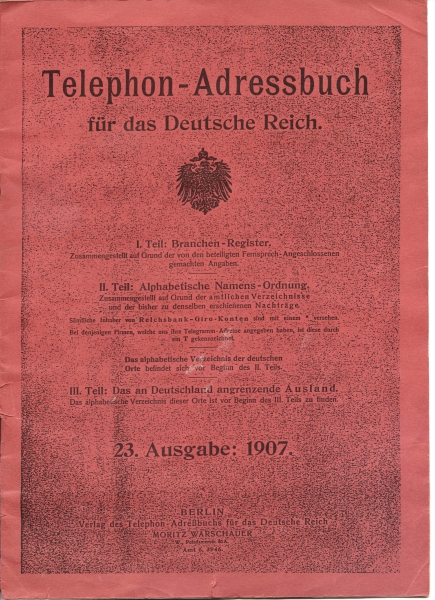 Telephon-Adressbuch
für das Deutsche Reich.
I. Teil: Branchen-Register.
Zusammengestellt auf Grund der von den beteiligten Fernsprech-Angeschlossenen
gemachten Angaben.
II. Teil: Alphabetische Namens-Ordnung.
Zusammengestellt auf Grund der amtlichen Verzeichnisse
und der bisher zu denselben erschienenen Nachträge.
Sämtliche Inhaber von Reichsbank-Giro-Konten sind mit einem * versehen.
Bei denjenigen Firmen, welche uns ihre Telegramm-Adresse angegeben haben, ist diese durch
ein T gekennzeichnet.
Das alphabetische Verzeichnis der deutschen
Orte befindet sich vor Beginn des II. Teils.
III. Teil: Das an Deutschland angrenzende Ausland.
Das alphabetische Verzeichnis dieser Orte ist vor Beginn des III. Teils zu finden.
23. Ausgabe: 1907.
BERLIN
Verlag des Telephon-Adreßbuchs für das Deutsche Reich
MORITZ WARSCHAUER
W., Potsdamerstr.
Amt 6,